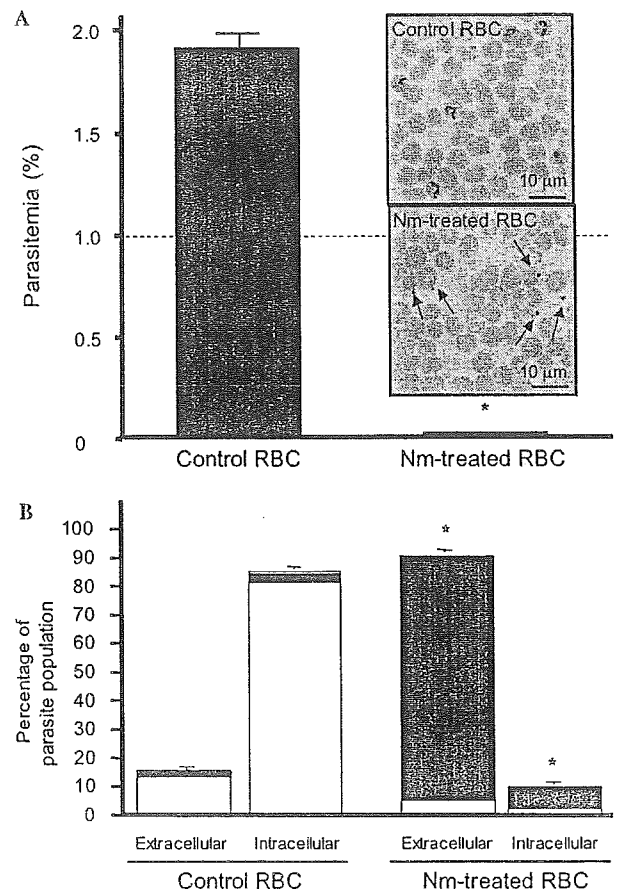 A
2.0
1.5
1.0
0.5
0
Parasitemia (%)
Control RBC
10 μm
Nm-treated RBC
10 μm
*
Control RBC
Nm-treated RBC
B
100
90
80
70
60
50
40
30
20
10
0
Percentage of
parasite population
*
*
Extracellular
Intracellular
Extracellular
Intracellular
Control RBC
Nm-treated RBC